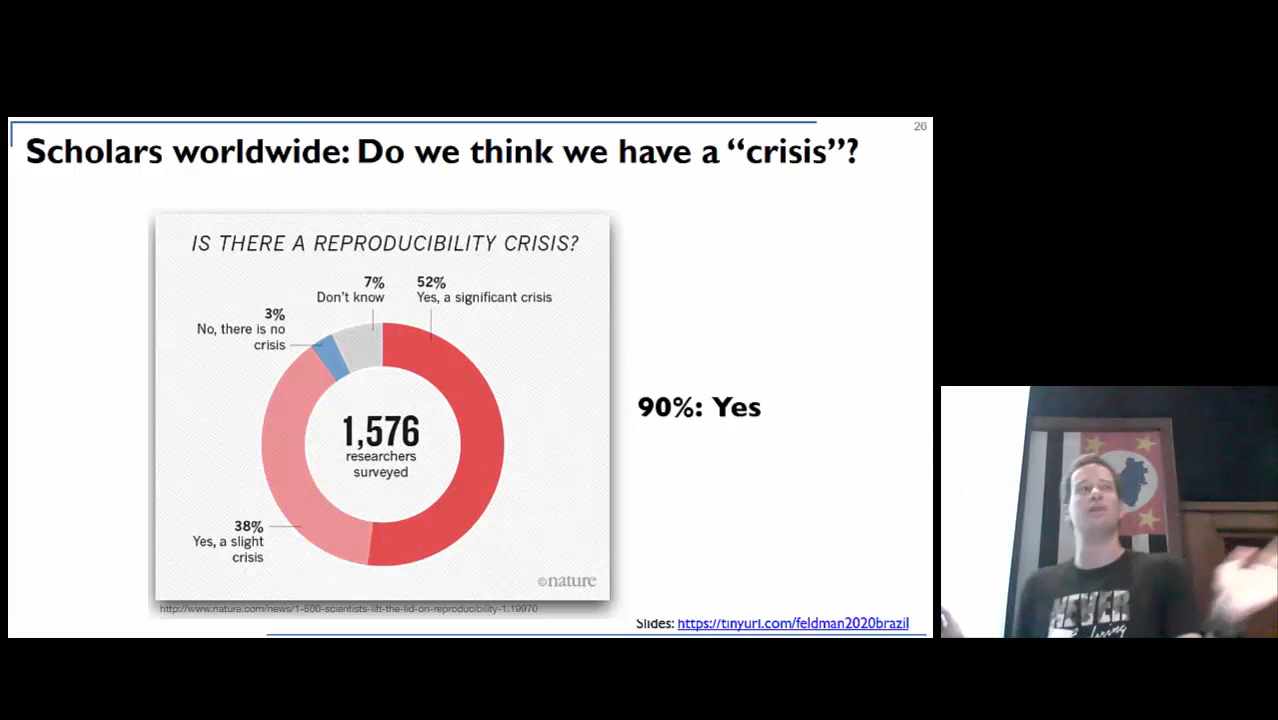 26
Scholars worldwide: Do we think we have a “crisis”?
IS THERE A REPRODUCIBILITY CRISIS?
7%
Don't know
52%
Yes, a significant crisis
3%
No, there is no
crisis
1,576
researchers
surveyed
38%
Yes, a slight
crisis
©nature
http://www.nature.com/news/1-500-scientists-lift-the-lid-on-reproducibility-1.19970
90%: Yes
Slides: https://tinyurl.com/feldman2020brazil
NEVER